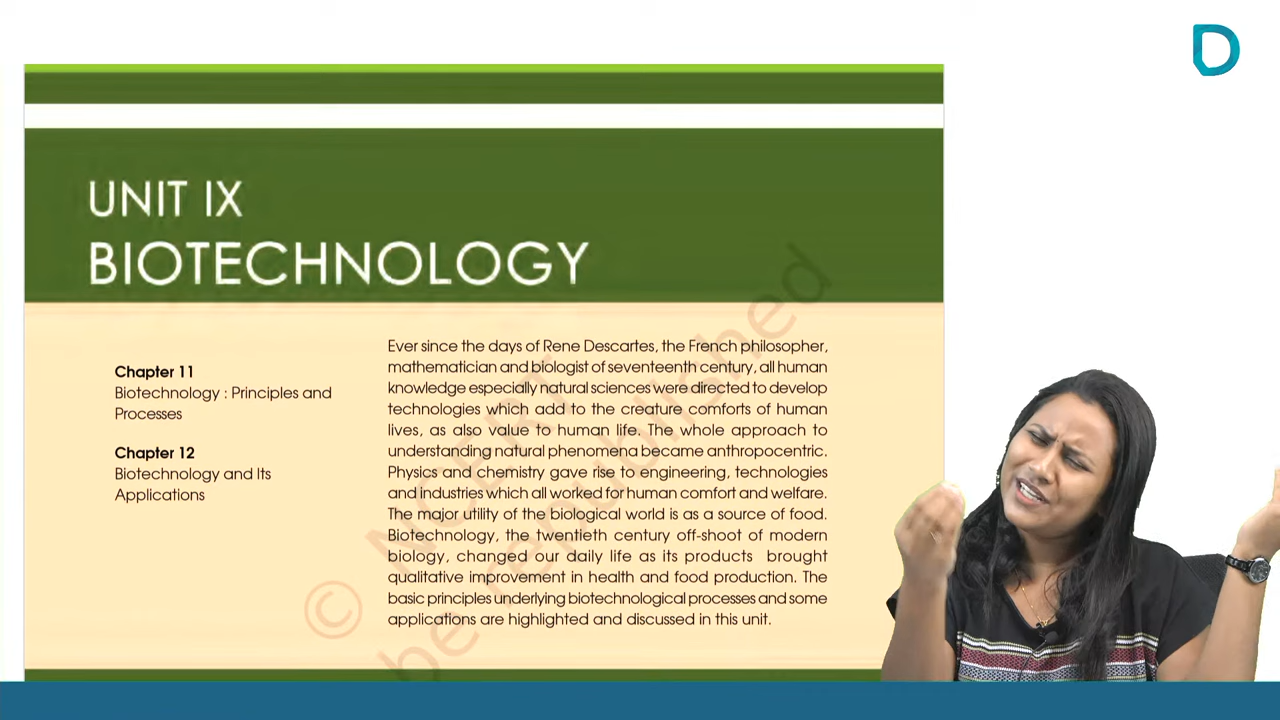 D
UNIT IX
BIOTECHNOLOGY
Chapter 11
Biotechnology : Principles and
Processes
Chapter 12
Biotechnology and Its
Applications
Ever since the days of Rene Descartes, the French philosopher,
mathematician and biologist of seventeenth century, all human
knowledge especially natural sciences were directed to develop
technologies which add to the creature comforts of human
lives, as also value to human life. The whole approach to
understanding natural phenomena became anthropocentric.
Physics and chemistry gave rise to engineering, technologies
and industries which all worked for human comfort and welfare.
The major utility of the biological world is as a source of food.
Biotechnology, the twentieth century off-shoot of modern
biology, changed our daily life as its products brought
qualitative improvement in health and food production. The
basic principles underlying biotechnological processes and some
applications are highlighted and discussed in this unit.
© NCERT
be republished